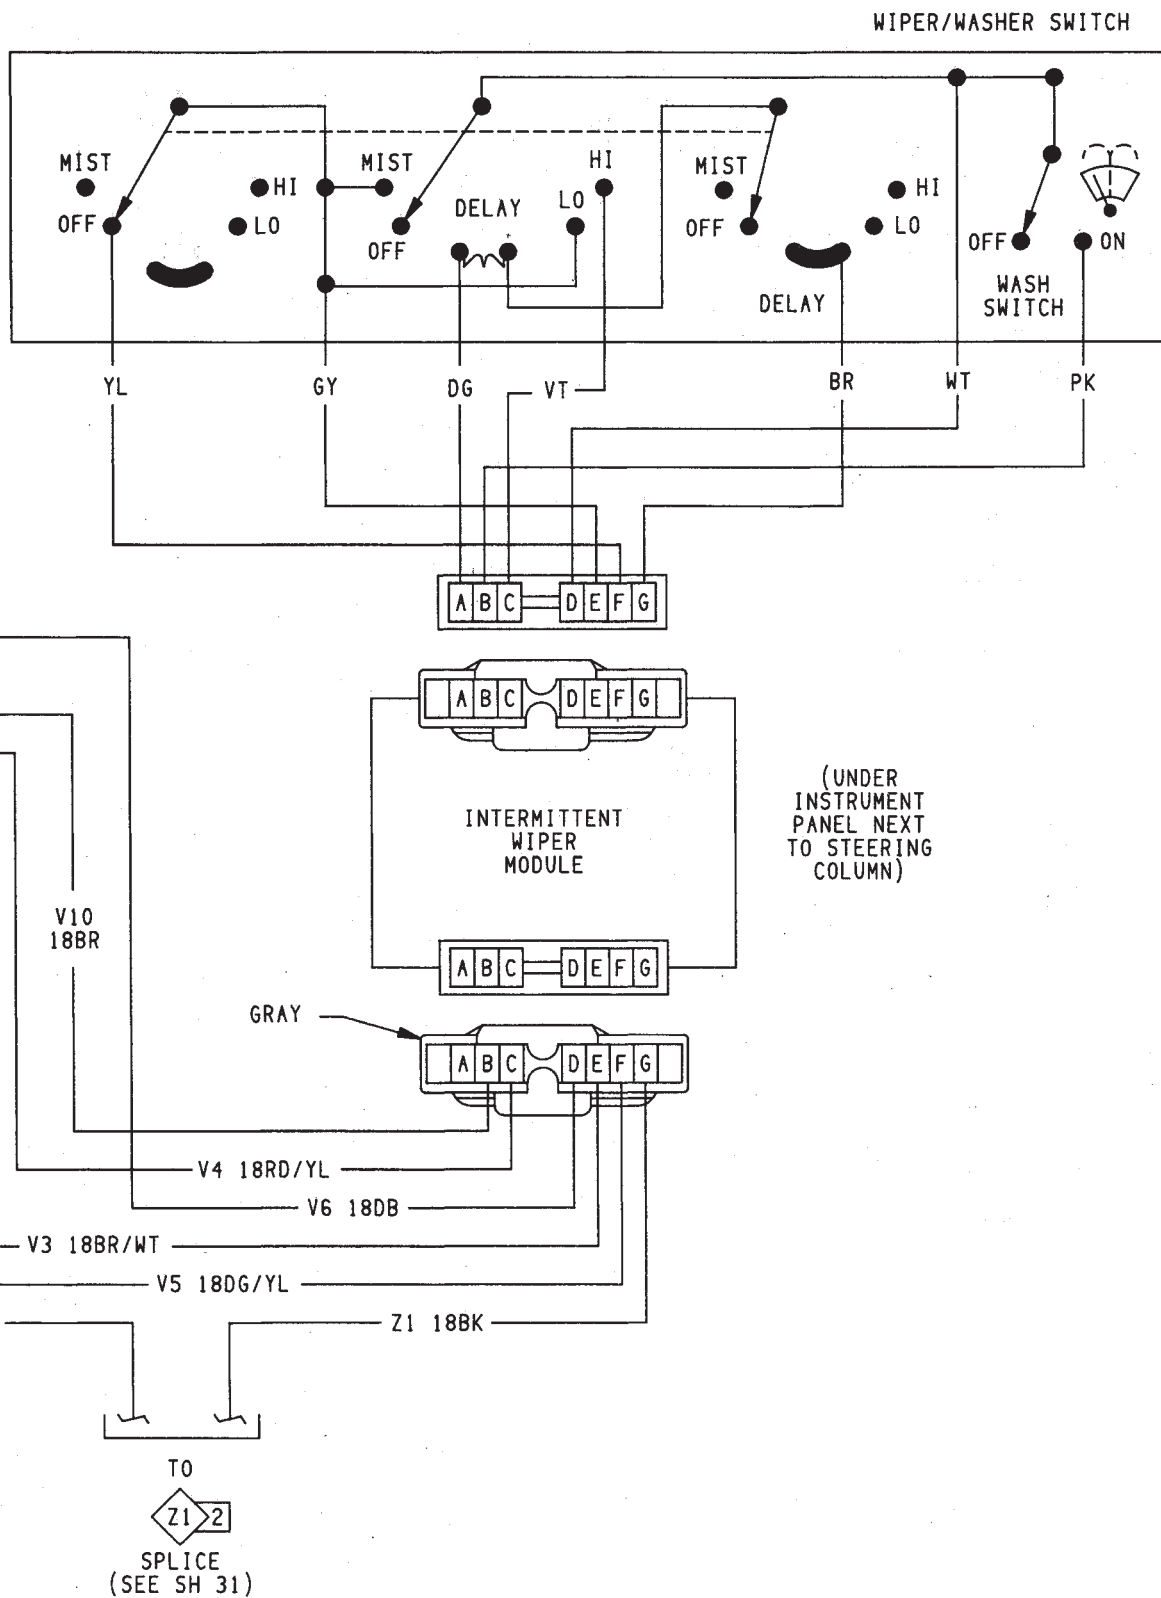 WIPER/WASHER SWITCH
MIST
HI
OFF
LO
MIST
HI
DELAY
LO
OFF
MIST
HI
OFF
LO
DELAY
OFF
ON
WASH
SWITCH
YL
GY
DG
VT
BR
WT
PK
A B C D E F G
A B C D E F G
INTERMITTENT
WIPER
MODULE
(UNDER
INSTRUMENT
PANEL NEXT
TO STEERING
COLUMN)
V10
18BR
A B C D E F G
GRAY
A B C D E F G
V4 18RD/YL
V6 18DB
V3 18BR/WT
V5 18DG/YL
Z1 18BK
TO
Z1 2
SPLICE
(SEE SH 31)